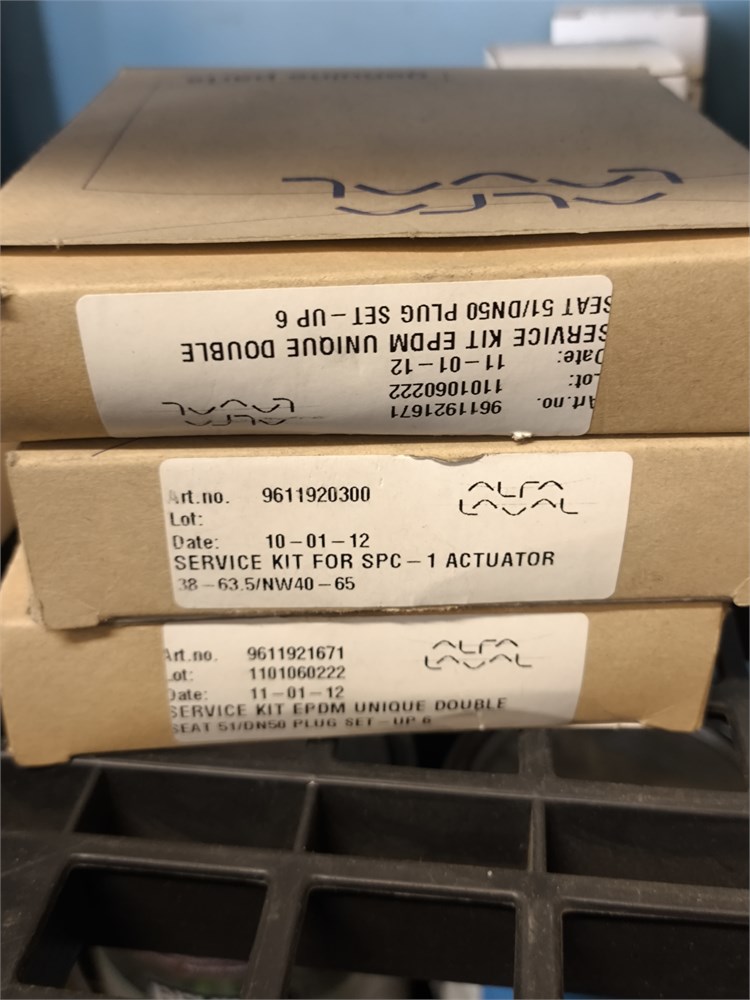 Genuine parts
ALFA
LAVAL
SEAT 51/DN50 PLUG SET-UP 6
SERVICE KIT EPDM UNIQUE DOUBLE
Date: 11-01-12
Lot: 1101060222
Art.no. 9611921671
ALFA
LAVAL
Art.no. 9611920300
ALFA
LAVAL
Lot:
Date: 10-01-12
SERVICE KIT FOR SPC-1 ACTUATOR
38-63.5/NW40-65
Art.no. 9611921671
ALFA
LAVAL
Lot: 1101060222
Date: 11-01-12
SERVICE KIT EPDM UNIQUE DOUBLE
SEAT 51/DN50 PLUG SET-UP 6